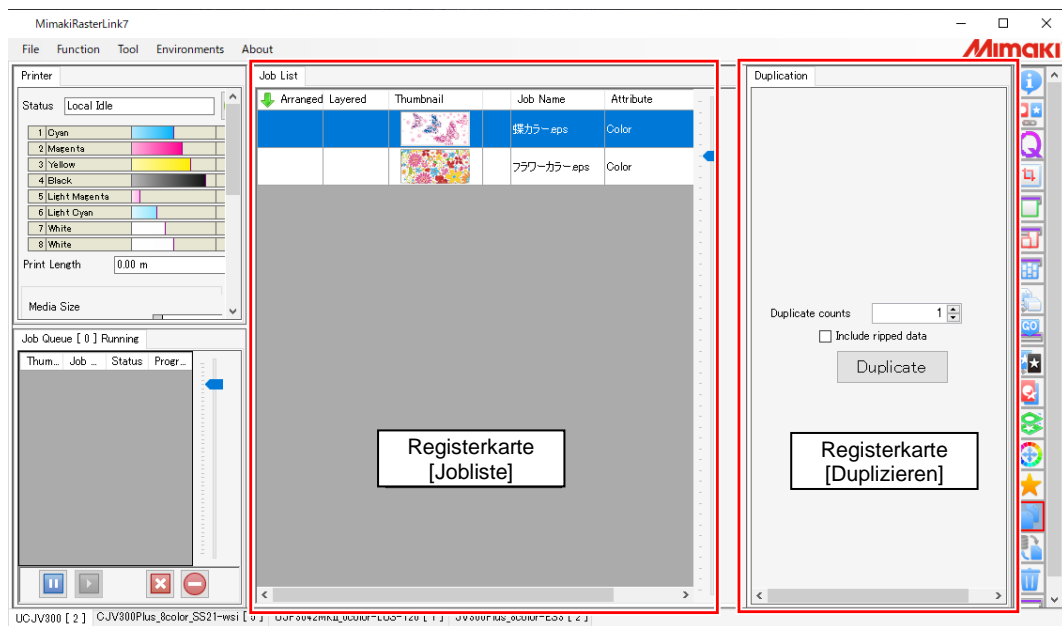 MimakiRasterLink7
File Function Tool Environments About
Mimaki
Printer
Status Local Idle
1 Cyan
2 Magenta
3 Yellow
4 Black
5 Light Magenta
6 Light Cyan
7 White
8 White
Print Length 0.00 m
Media Size
Job Queue [ 0 ] Running
Thum... Job ... Status Progr...
Job List
Arranged Layered Thumbnail Job Name Attribute
蝶カラー.eps Color
フラワーカラー.eps Color
Registerkarte
[Jobliste]
Duplication
Duplicate counts 1
Include ripped data
Duplicate
Registerkarte
[Duplizieren]
GO
UCJV300 [ 2 ] CJV300Plus_8color_SS21-wsi [